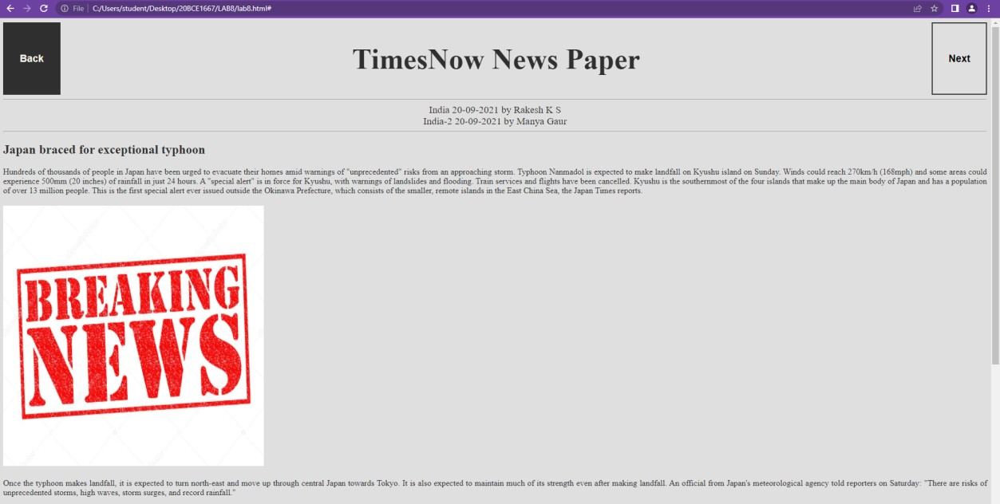 File C:/Users/student/Desktop/20BCE1667/LAB8/lab8.html#
Back
TimesNow News Paper
Next
India 20-09-2021 by Rakesh K S
India-2 20-09-2021 by Manya Gaur
Japan braced for exceptional typhoon
Hundreds of thousands of people in Japan have been urged to evacuate their homes amid warnings of "unprecedented" risks from an approaching storm. Typhoon Nanmadol is expected to make landfall on Kyushu island on Sunday. Winds could reach 270km/h (168mph) and some areas could
experience 500mm (20 inches) of rainfall in just 24 hours. A "special alert" is in force for Kyushu, with warnings of landslides and flooding. Train services and flights have been cancelled. Kyushu is the southernmost of the four islands that make up the main body of Japan and has a population
of over 13 million people. This is the first special alert ever issued outside the Okinawa Prefecture, which consists of the smaller, remote islands in the East China Sea, the Japan Times reports.
BREAKING
NEWS
Once the typhoon makes landfall, it is expected to turn north-east and move up through central Japan towards Tokyo. It is also expected to maintain much of its strength even after making landfall. An official from Japan's meteorological agency told reporters on Saturday: "There are risks of
unprecedented storms, high waves, storm surges, and record rainfall."